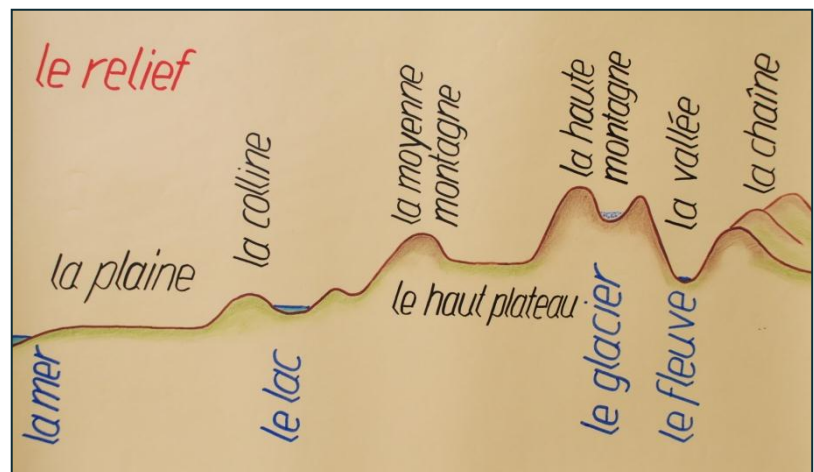 le relief
la plaine
la colline
la moyenne
montagne
le haut plateau
la haute
montagne
la vallée
la chaîne
la mer
le lac
le glacier
le fleuve